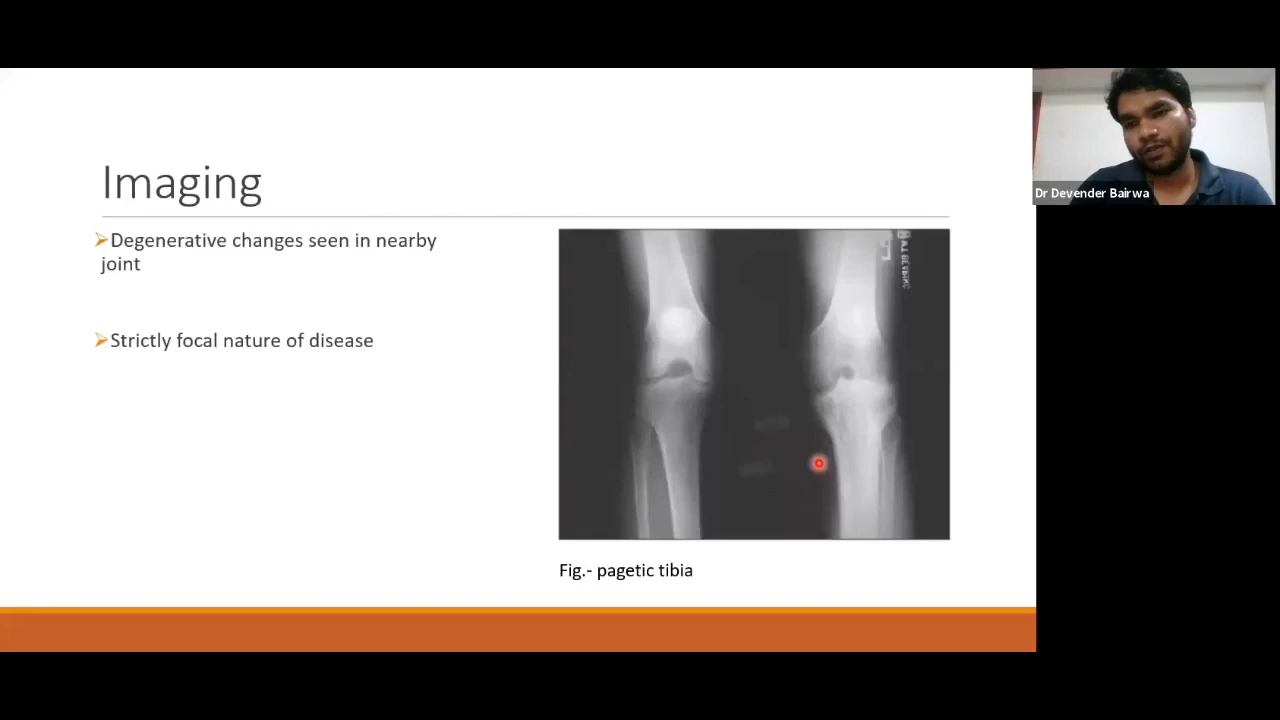 Imaging
➢Degenerative changes seen in nearby
joint
➢Strictly focal nature of disease
L
Fig.- pagetic tibia
Dr Devender Bairwa